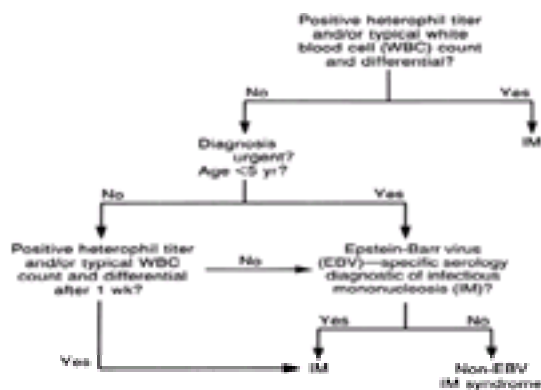 Positive heterophil titer
and/or typical white
blood cell (WBC) count
and differential?
No
Yes
Diagnosis
urgent?
Age <5 yr?
IM
No
Yes
Positive heterophil titer
and/or typical WBC
count and differential
after 1 wk?
No
Epstein-Barr virus
(EBV)—specific serology
diagnostic of infectious
mononucleosis (IM)?
Yes
No
Yes
IM
Non-EBV
IM syndrome